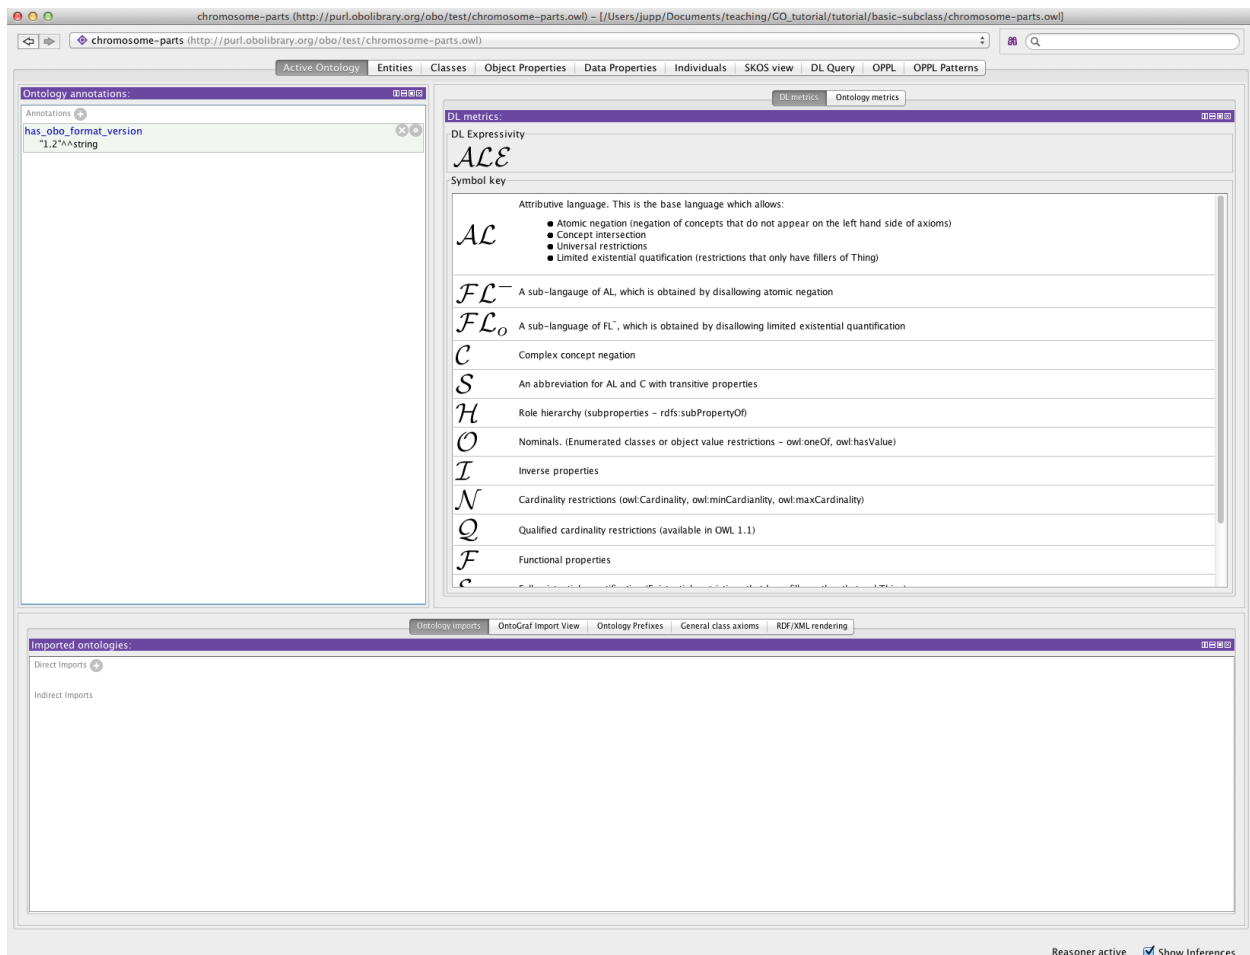 chromosome-parts (http://purl.obolibrary.org/obo/test/chromosome-parts.owl) – [/Users/jupp/Documents/teaching/GO_tutorial/tutorial/basic-subclass/chromosome-parts.owl]
chromosome-parts (http://purl.obolibrary.org/obo/test/chromosome-parts.owl)
Active Ontology Entities Classes Object Properties Data Properties Individuals SKOS view DL Query OPPL OPPL Patterns
Ontology annotations:
Annotations
has_obo_format_version
"1.2"^^string
DL metrics Ontology metrics
DL metrics:
DL Expressivity
ALE
Symbol key
AL
Attributive language. This is the base language which allows:
● Atomic negation (negation of concepts that do not appear on the left hand side of axioms)
● Concept intersection
● Universal restrictions
● Limited existential quatification (restrictions that only have fillers of Thing)
FL⁻ A sub-langauge of AL, which is obtained by disallowing atomic negation
FLₒ A sub-language of FL⁻, which is obtained by disallowing limited existential quantification
C Complex concept negation
S An abbreviation for AL and C with transitive properties
H Role hierarchy (subproperties – rdfs:subPropertyOf)
O Nominals. (Enumerated classes or object value restrictions – owl:oneOf, owl:hasValue)
I Inverse properties
N Cardinality restrictions (owl:Cardinality, owl:minCardianlity, owl:maxCardinality)
Q Qualified cardinality restrictions (available in OWL 1.1)
F Functional properties
Ontology imports OntoGraf Import View Ontology Prefixes General class axioms RDF/XML rendering
Imported ontologies:
Direct Imports
Indirect Imports
Reasoner active Show Inferences